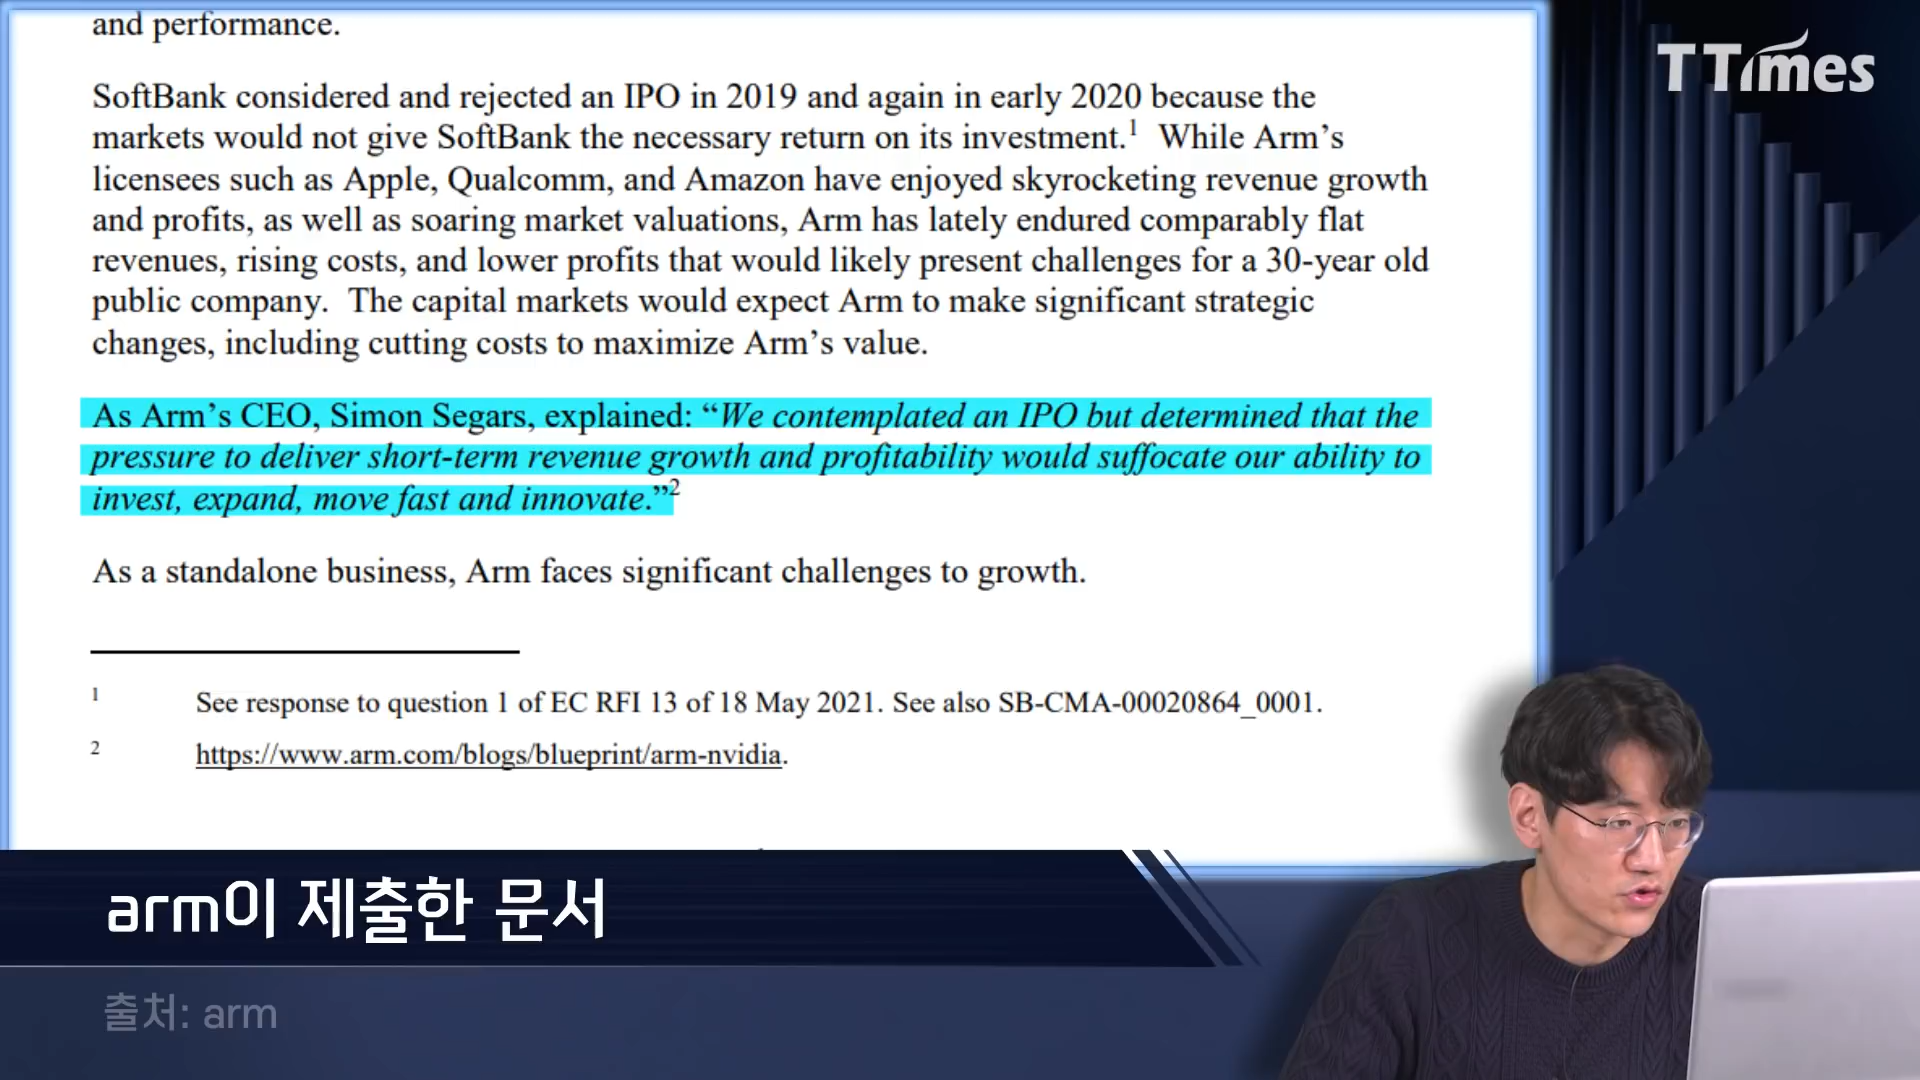 and performance.
TTimes
SoftBank considered and rejected an IPO in 2019 and again in early 2020 because the
markets would not give SoftBank the necessary return on its investment.1 While Arm’s
licensees such as Apple, Qualcomm, and Amazon have enjoyed skyrocketing revenue growth
and profits, as well as soaring market valuations, Arm has lately endured comparably flat
revenues, rising costs, and lower profits that would likely present challenges for a 30-year old
public company. The capital markets would expect Arm to make significant strategic
changes, including cutting costs to maximize Arm’s value.
As Arm’s CEO, Simon Segars, explained: “We contemplated an IPO but determined that the
pressure to deliver short-term revenue growth and profitability would suffocate our ability to
invest, expand, move fast and innovate.”2
As a standalone business, Arm faces significant challenges to growth.
1 See response to question 1 of EC RFI 13 of 18 May 2021. See also SB-CMA-00020864_0001.
2 https://www.arm.com/blogs/blueprint/arm-nvidia.
arm이 제출한 문서
출처: arm